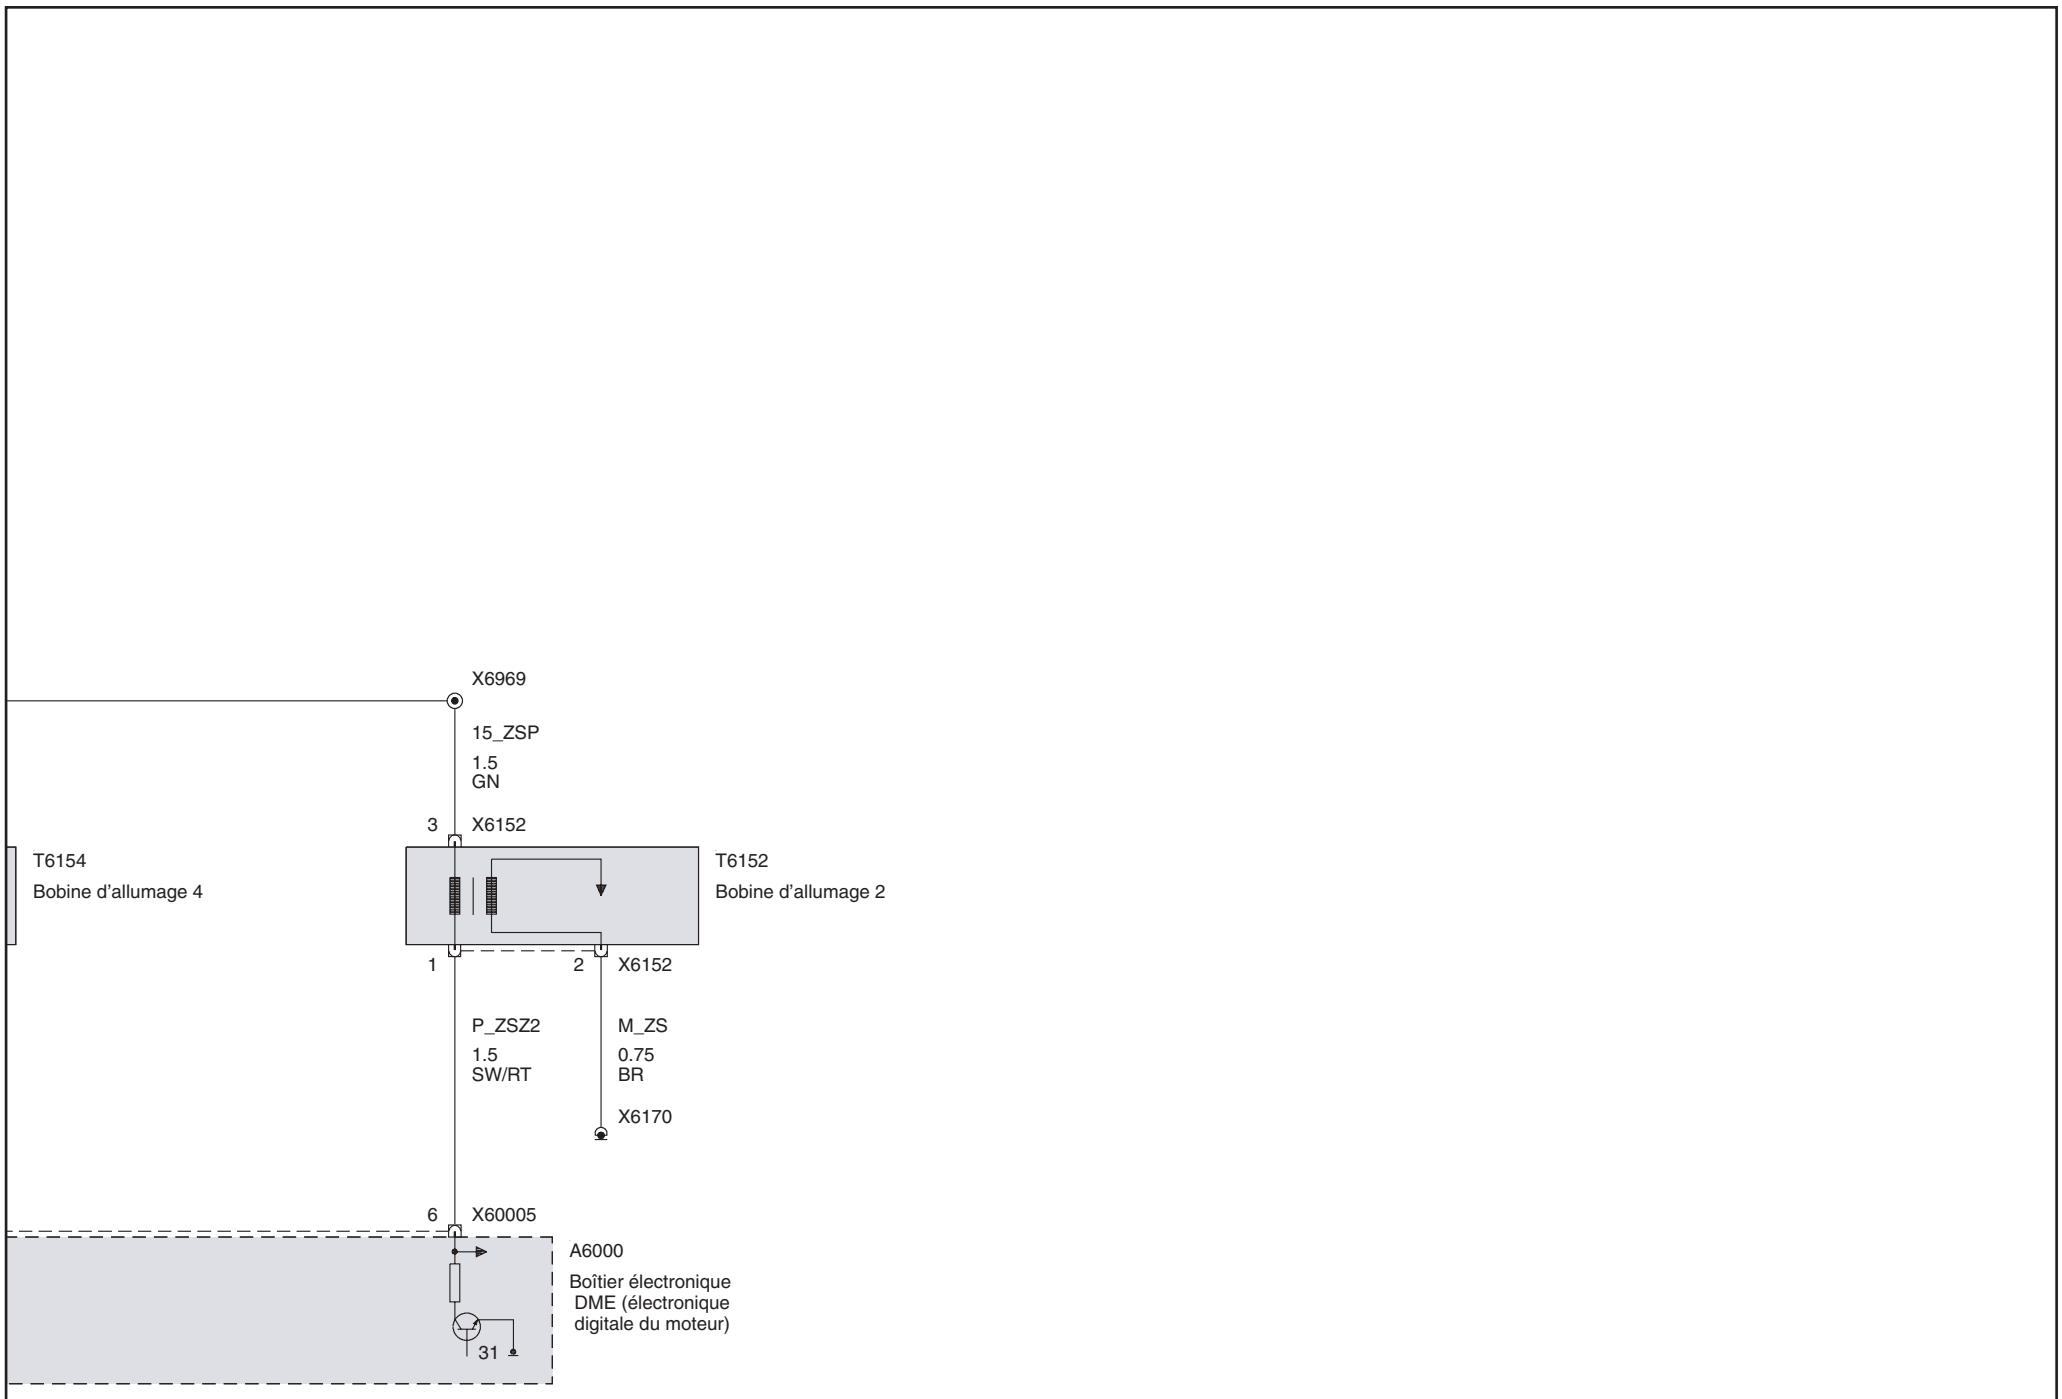 X6969
15_ZSP
1.5
GN
3 X6152
T6154
Bobine d'allumage 4
T6152
Bobine d'allumage 2
1
2 X6152
P_ZSZ2
1.5
SW/RT
M_ZS
0.75
BR
X6170
6 X60005
A6000
Boîtier électronique
DME (électronique
digitale du moteur)
31